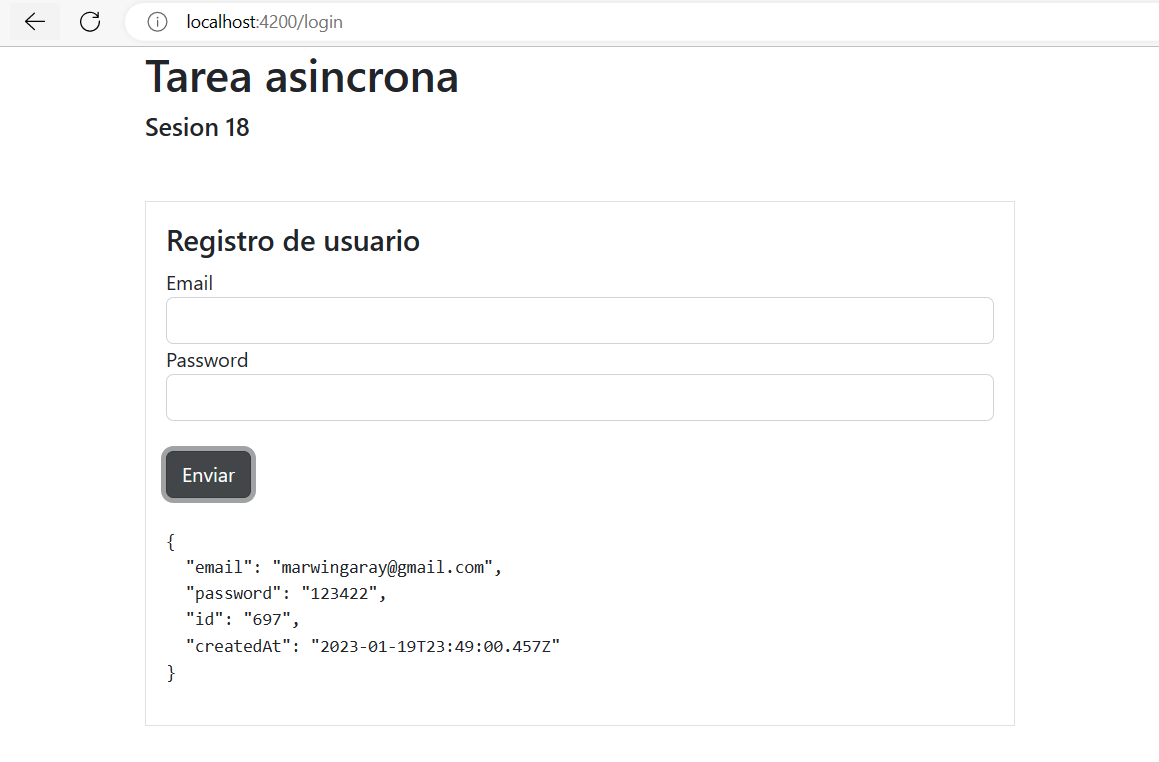 localhost:4200/login
Tarea asincrona
Sesion 18
Registro de usuario
Email
Password
Enviar
{
"email": "marwingaray@gmail.com",
"password": "123422",
"id": "697",
"createdAt": "2023-01-19T23:49:00.457Z"
}